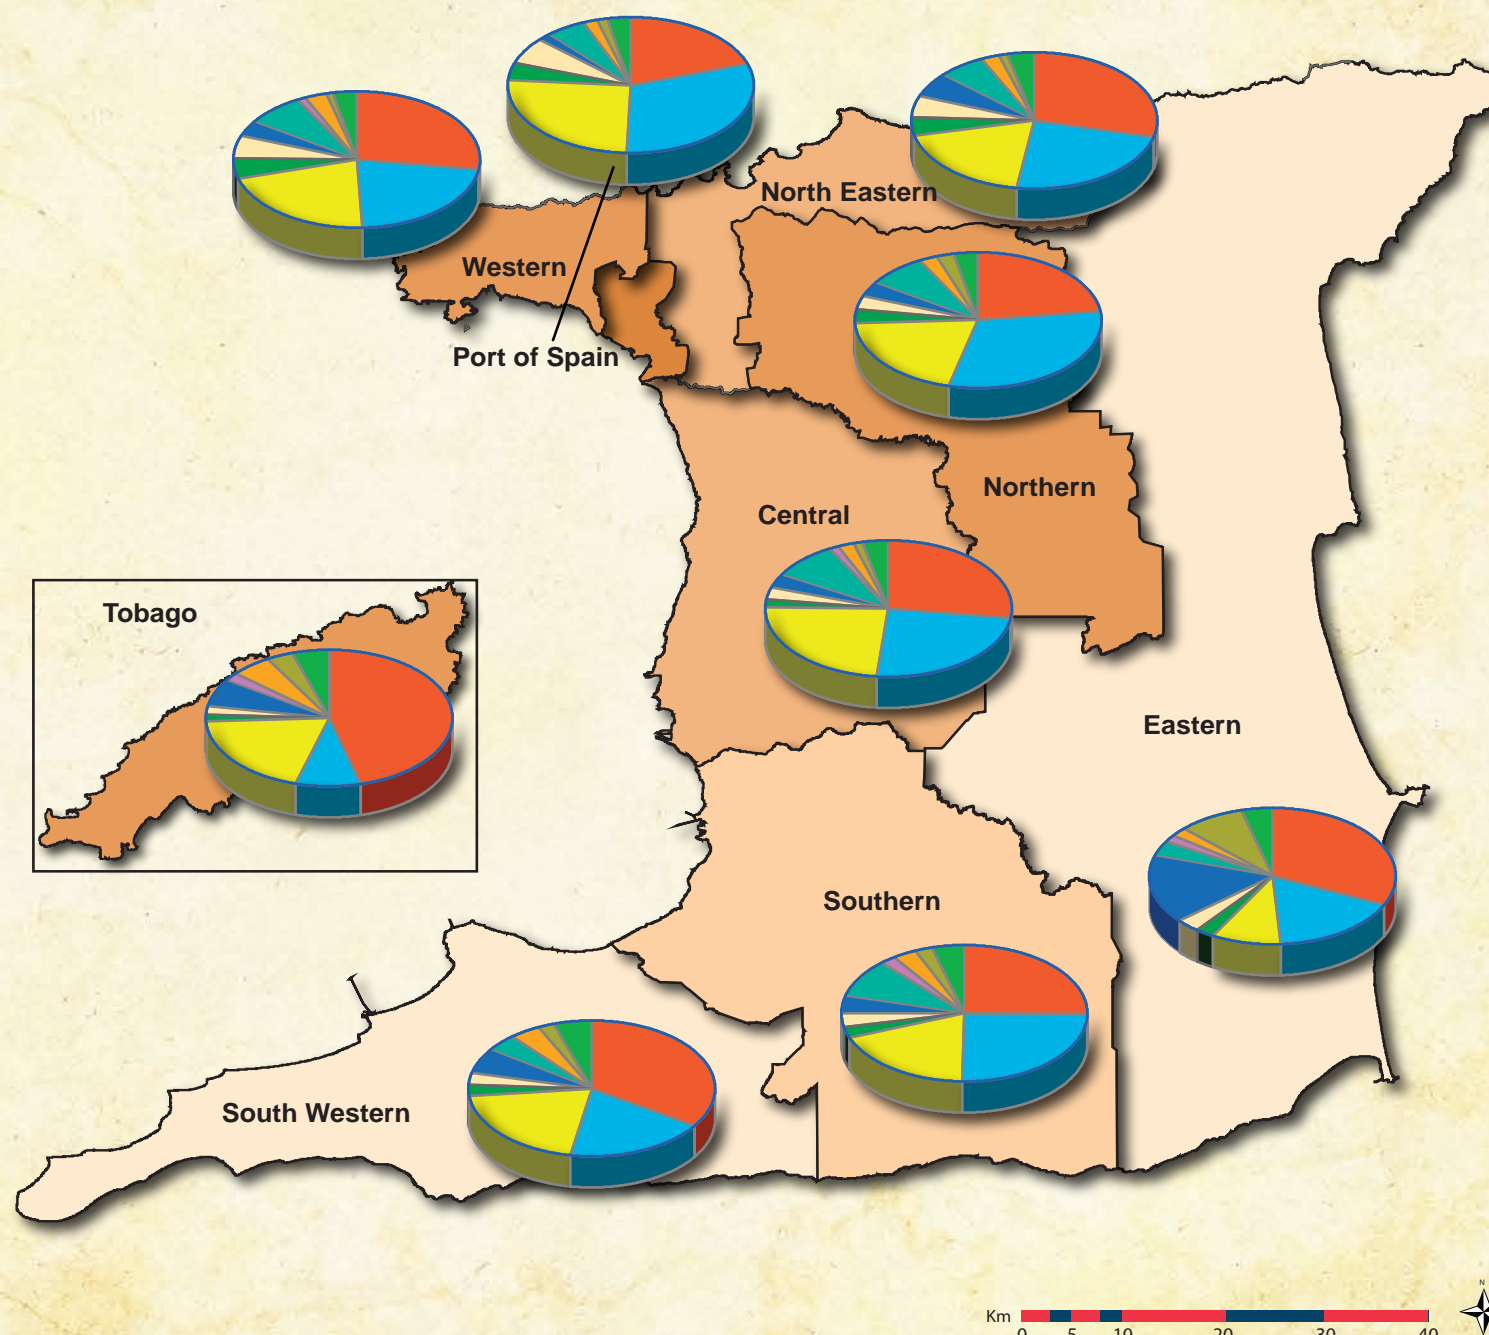 North Eastern
Western
Port of Spain
Northern
Central
Tobago
Eastern
Southern
South Western
N
Km
0 5 10 20 30 40